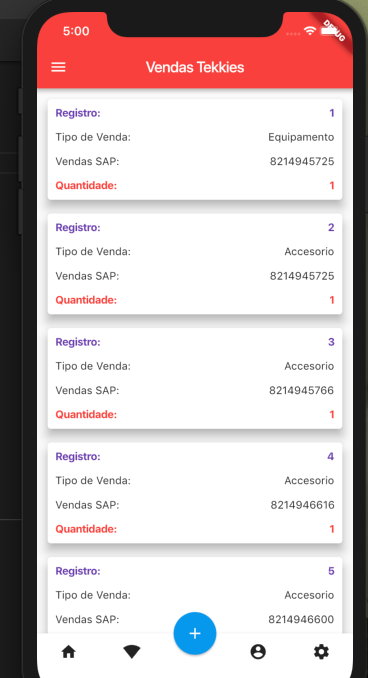 5:00
DEBUG
Vendas Tekkies
Registro: 1
Tipo de Venda: Equipamento
Vendas SAP: 8214945725
Quantidade: 1
Registro: 2
Tipo de Venda: Accesorio
Vendas SAP: 8214945725
Quantidade: 1
Registro: 3
Tipo de Venda: Accesorio
Vendas SAP: 8214945766
Quantidade: 1
Registro: 4
Tipo de Venda: Accesorio
Vendas SAP: 8214946616
Quantidade: 1
Registro: 5
Tipo de Venda: Accesorio
Vendas SAP: 8214946600